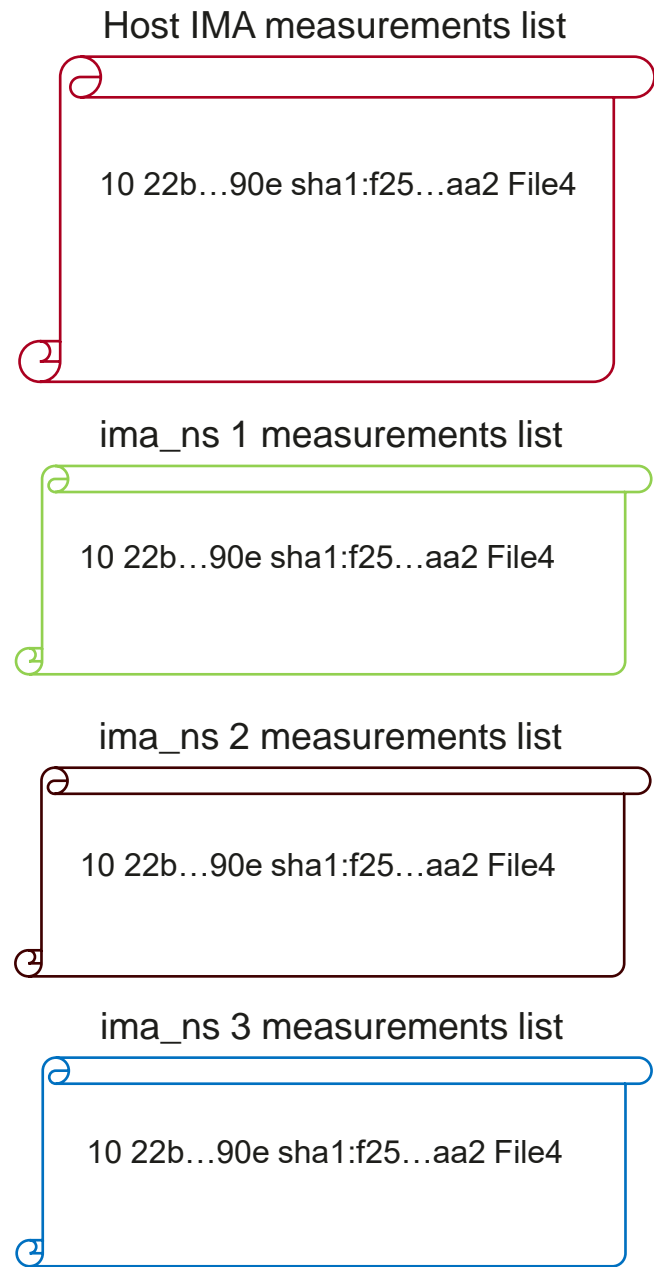 Host IMA measurements list
10 22b…90e sha1:f25…aa2 File4
ima_ns 1 measurements list
10 22b…90e sha1:f25…aa2 File4
ima_ns 2 measurements list
10 22b…90e sha1:f25…aa2 File4
ima_ns 3 measurements list
10 22b…90e sha1:f25…aa2 File4